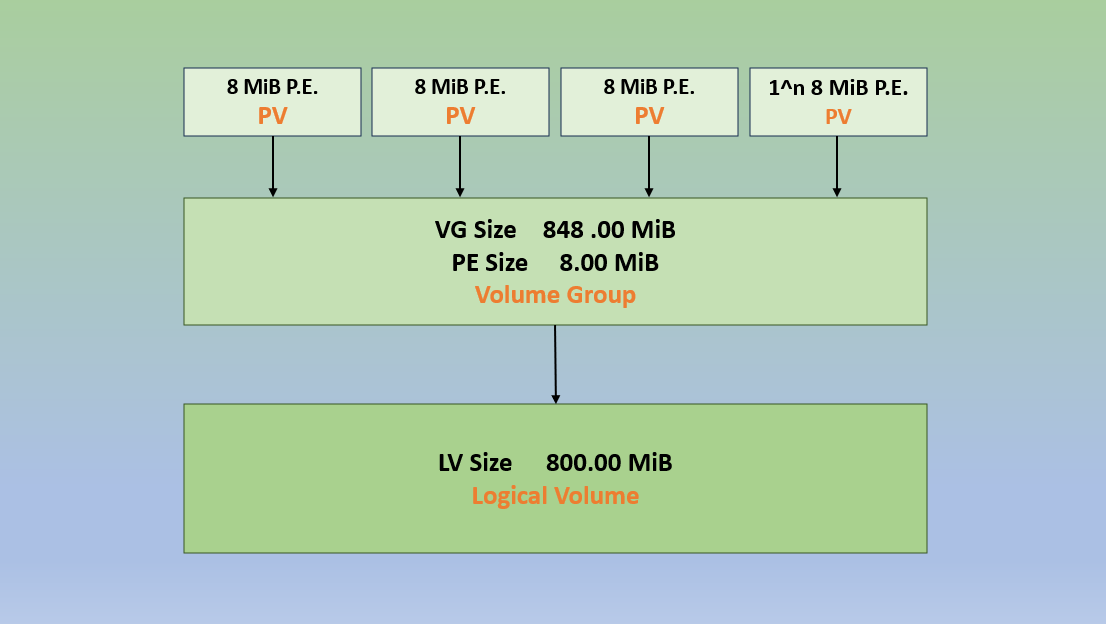 8 MiB P.E.
PV
8 MiB P.E.
PV
8 MiB P.E.
PV
1^n 8 MiB P.E.
PV
VG Size 848 .00 MiB
PE Size 8.00 MiB
Volume Group
LV Size 800.00 MiB
Logical Volume